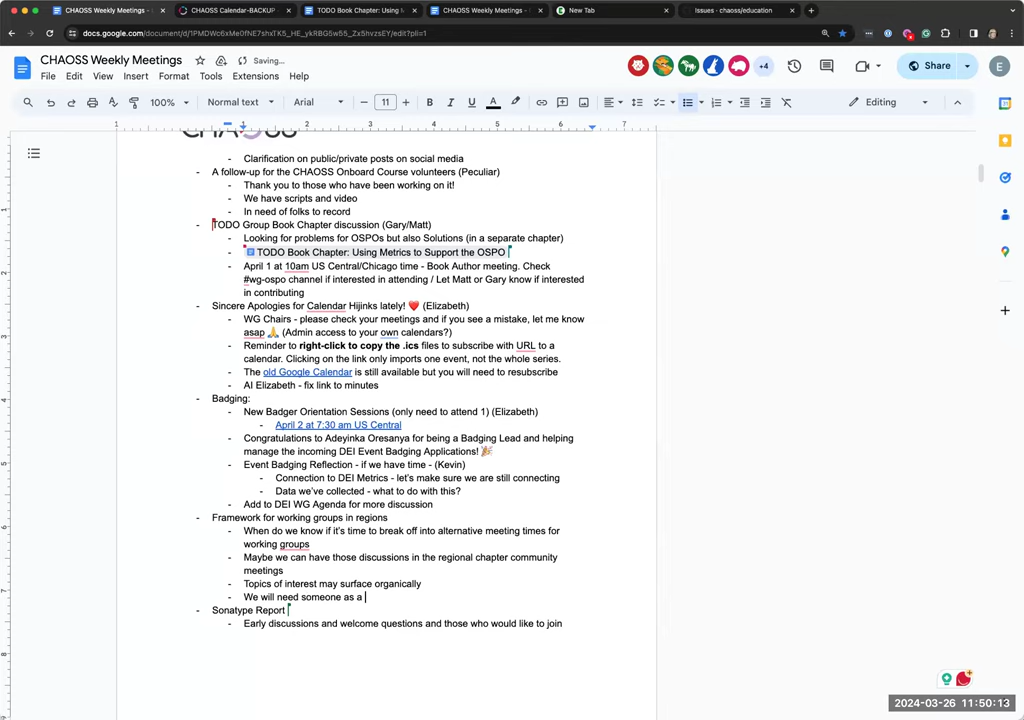 CHAOSS Weekly Meetings -
CHAOSS Calendar-BACKUP
TODO Book Chapter: Using M
CHAOSS Weekly Meetings -
New Tab
Issues · chaoss/education
docs.google.com/document/d/1PMDWc6xMe0fNE7shxTK5_HE_ykRBG5w55_Zx5hvzsEY/edit?pli=1
CHAOSS Weekly Meetings
Saving...
File Edit View Insert Format Tools Extensions Help
+4
Share
E
100%
Normal text
Arial
11
B I U A
Editing
1 1 2 3 4 5 6 7
CHAOSS
- Clarification on public/private posts on social media
- A follow-up for the CHAOSS Onboard Course volunteers (Peculiar)
- Thank you to those who have been working on it!
- We have scripts and video
- In need of folks to record
- TODO Group Book Chapter discussion (Gary/Matt)
- Looking for problems for OSPOs but also Solutions (in a separate chapter)
- TODO Book Chapter: Using Metrics to Support the OSPO
- April 1 at 10am US Central/Chicago time - Book Author meeting. Check
#wg-ospo channel if interested in attending / Let Matt or Gary know if interested
in contributing
- Sincere Apologies for Calendar Hijinks lately! ❤️ (Elizabeth)
- WG Chairs - please check your meetings and if you see a mistake, let me know
asap 🙏 (Admin access to your own calendars?)
- Reminder to right-click to copy the .ics files to subscribe with URL to a
calendar. Clicking on the link only imports one event, not the whole series.
- The old Google Calendar is still available but you will need to resubscribe
- AI Elizabeth - fix link to minutes
- Badging:
- New Badger Orientation Sessions (only need to attend 1) (Elizabeth)
- April 2 at 7:30 am US Central
- Congratulations to Adeyinka Oresanya for being a Badging Lead and helping
manage the incoming DEI Event Badging Applications! 🎉
- Event Badging Reflection - if we have time - (Kevin)
- Connection to DEI Metrics - let's make sure we are still connecting
- Data we've collected - what to do with this?
- Add to DEI WG Agenda for more discussion
- Framework for working groups in regions
- When do we know if it's time to break off into alternative meeting times for
working groups
- Maybe we can have those discussions in the regional chapter community
meetings
- Topics of interest may surface organically
- We will need someone as a
- Sonatype Report
- Early discussions and welcome questions and those who would like to join
1
2
3
4
5
6
7
8
2024-03-26 11:50:13